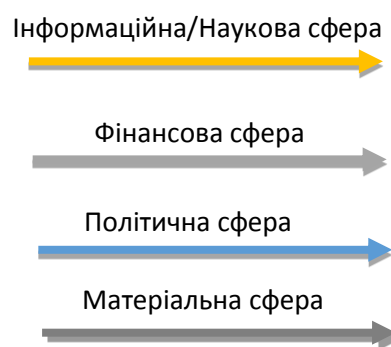 Інформаційна/Наукова сфера
Фінансова сфера
Політична сфера
Матеріальна сфера